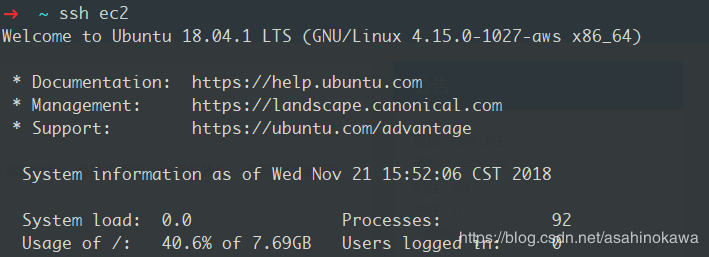 ➜  ~ ssh ec2
Welcome to Ubuntu 18.04.1 LTS (GNU/Linux 4.15.0-1027-aws x86_64)
* Documentation:  https://help.ubuntu.com
* Management:     https://landscape.canonical.com
* Support:        https://ubuntu.com/advantage
System information as of Wed Nov 21 15:52:06 CST 2018
System load:  0.0               Processes:           92
Usage of /:   40.6% of 7.69GB   Users logged in:     0
https://blog.csdn.net/asahinokawa